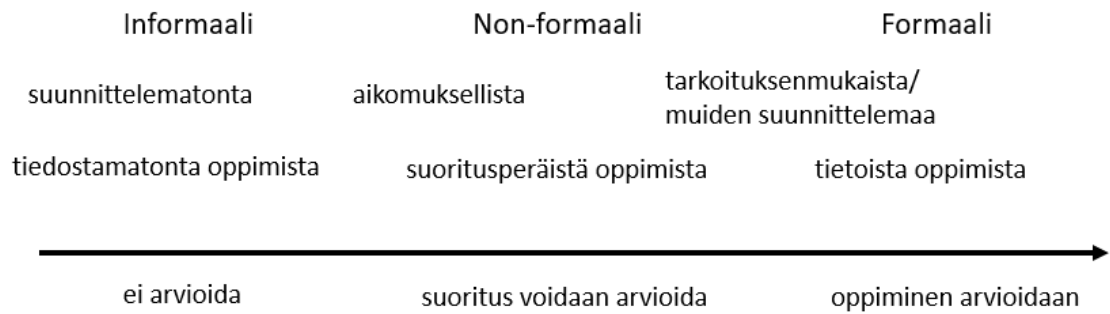 Informaali Non-formaali Formaali
suunnittelematonta aikomuksellista tarkoituksenmukaista/
muiden suunnittelemaa
tiedostamatonta oppimista suoritusperäistä oppimista tietoista oppimista
ei arvioida suoritus voidaan arvioida oppiminen arvioidaan